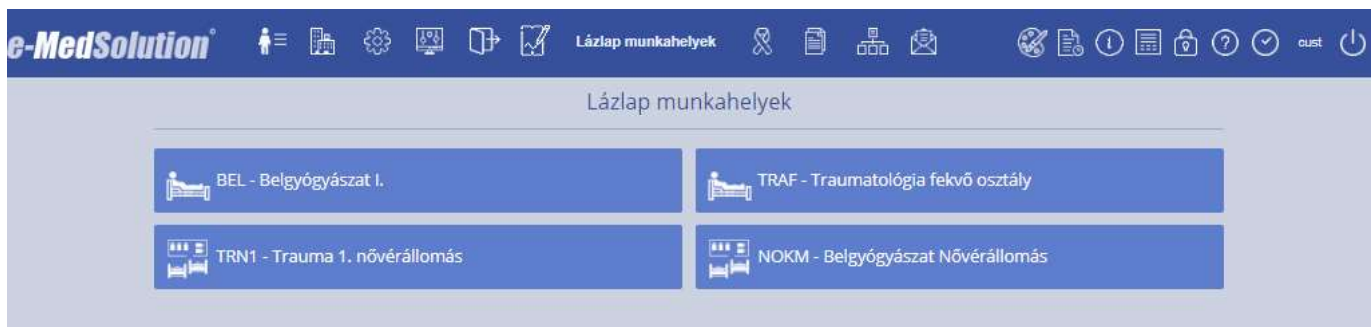 e-MedSolution° Lázlap munkahelyek cust
Lázlap munkahelyek
BEL - Belgyógyászat I. TRAF - Traumatológia fekvő osztály
TRN1 - Trauma 1. nővérállomás NOKM - Belgyógyászat Nővérállomás